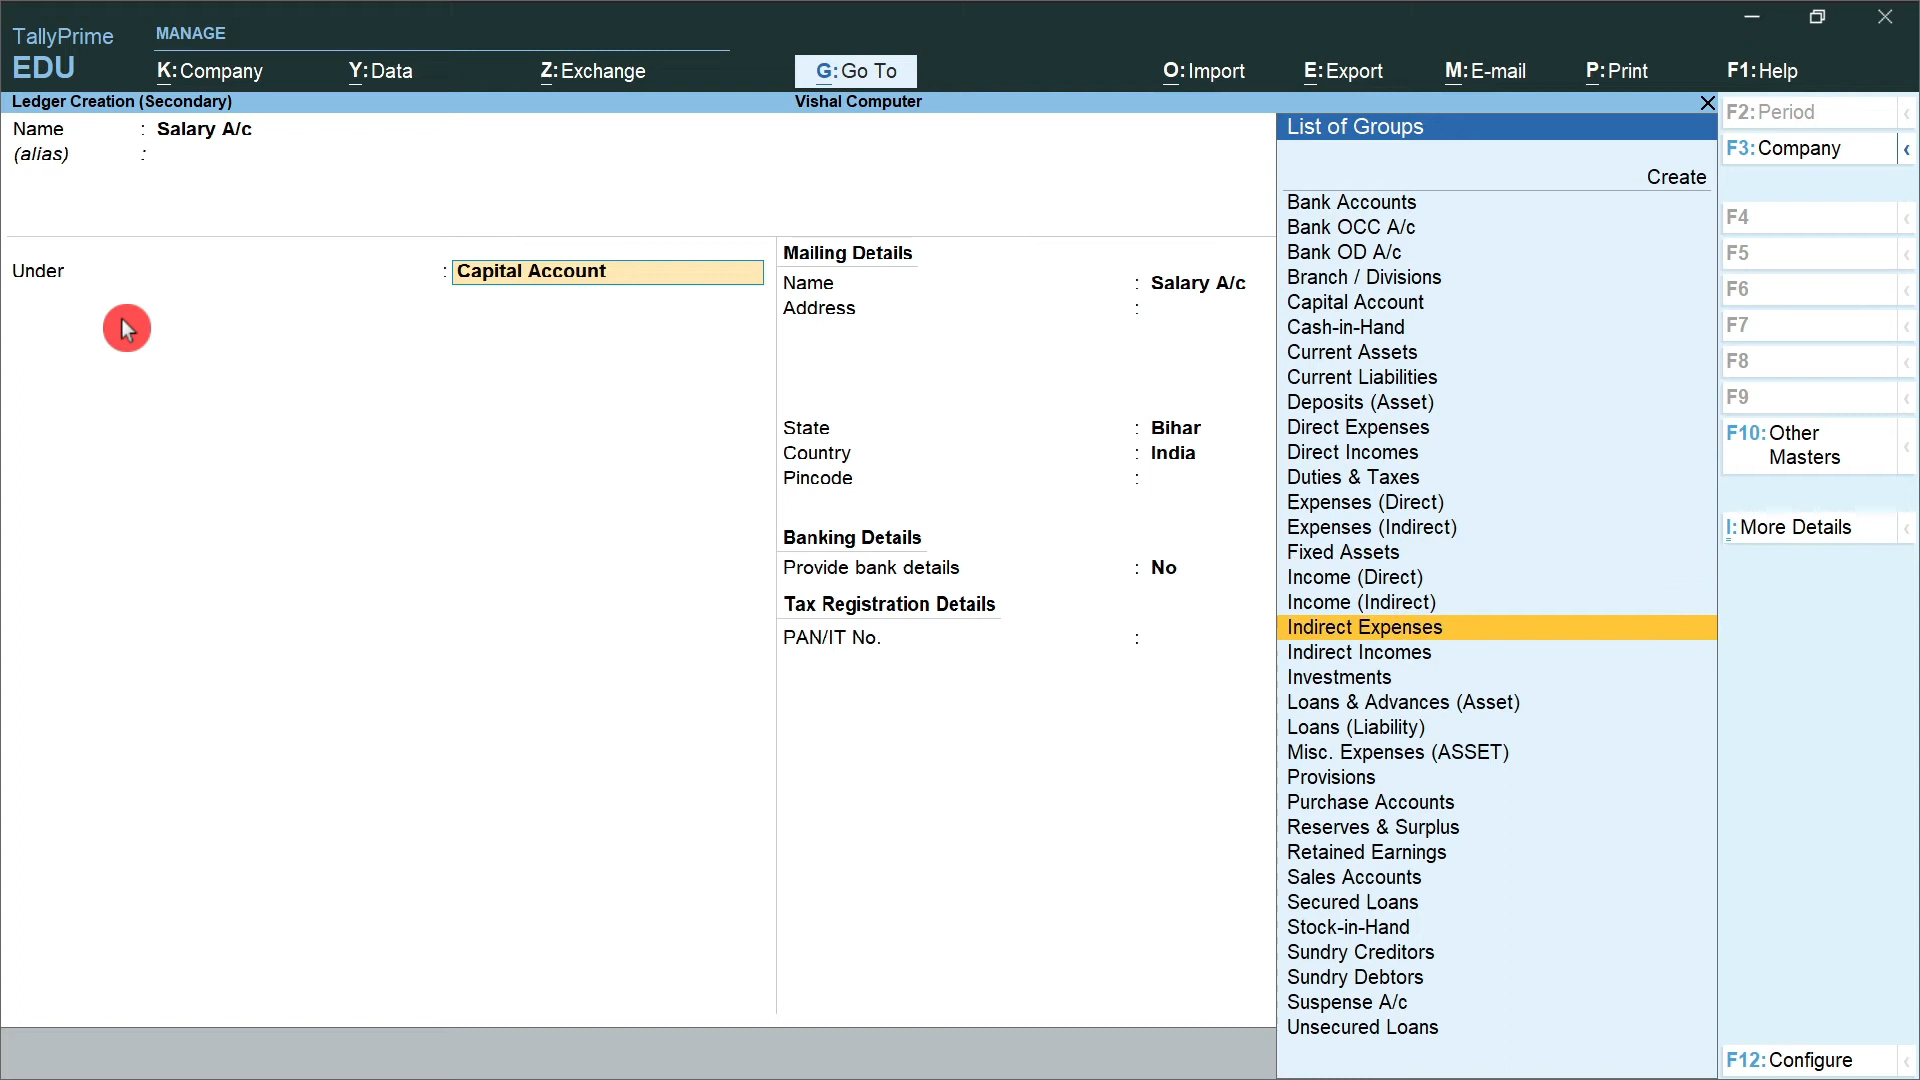 TallyPrime
EDU
MANAGE
K:Company
Y:Data
Z:Exchange
G:Go To
O:Import
E:Export
M:E-mail
P:Print
F1:Help
Ledger Creation (Secondary)
Vishal Computer
Name : Salary A/c
(alias) :
Under : Capital Account
Mailing Details
Name : Salary A/c
Address :
State : Bihar
Country : India
Pincode :
Banking Details
Provide bank details : No
Tax Registration Details
PAN/IT No. :
List of Groups
Create
Bank Accounts
Bank OCC A/c
Bank OD A/c
Branch / Divisions
Capital Account
Cash-in-Hand
Current Assets
Current Liabilities
Deposits (Asset)
Direct Expenses
Direct Incomes
Duties & Taxes
Expenses (Direct)
Expenses (Indirect)
Fixed Assets
Income (Direct)
Income (Indirect)
Indirect Expenses
Indirect Incomes
Investments
Loans & Advances (Asset)
Loans (Liability)
Misc. Expenses (ASSET)
Provisions
Purchase Accounts
Reserves & Surplus
Retained Earnings
Sales Accounts
Secured Loans
Stock-in-Hand
Sundry Creditors
Sundry Debtors
Suspense A/c
Unsecured Loans
F2:Period
F3:Company
F4
F5
F6
F7
F8
F9
F10:Other
Masters
I:More Details
F12:Configure